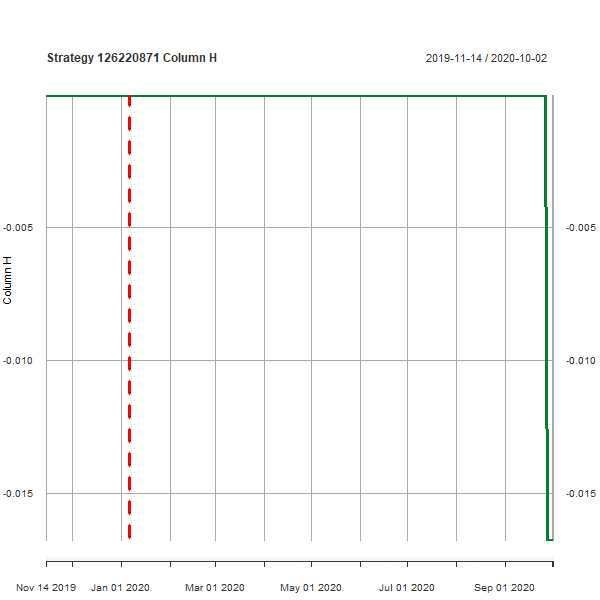 Strategy 126220871 Column H
2019-11-14 / 2020-10-02
-0.005
-0.005
Column H
-0.010
-0.010
-0.015
-0.015
Nov 14 2019
Jan 01 2020
Mar 01 2020
May 01 2020
Jul 01 2020
Sep 01 2020